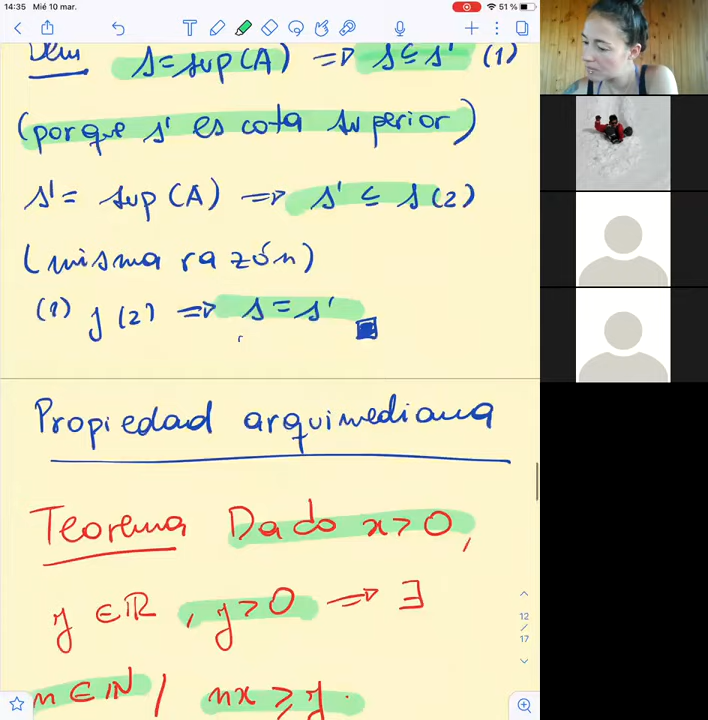 14:35 Mié 10 mar.
51 %
Dem s = sup(A) ⟹ s ≤ s' (1)
(porque s' es cota superior)
s' = sup(A) ⟹ s' ≤ s (2)
(misma razón)
(1) y (2) ⟹ s = s'
Propiedad arquimediana
Teorema Dado x > 0,
y ∈ ℝ, y > 0 ⟹ ∃
n ∈ ℕ / nx ≥ y.
12
/
17